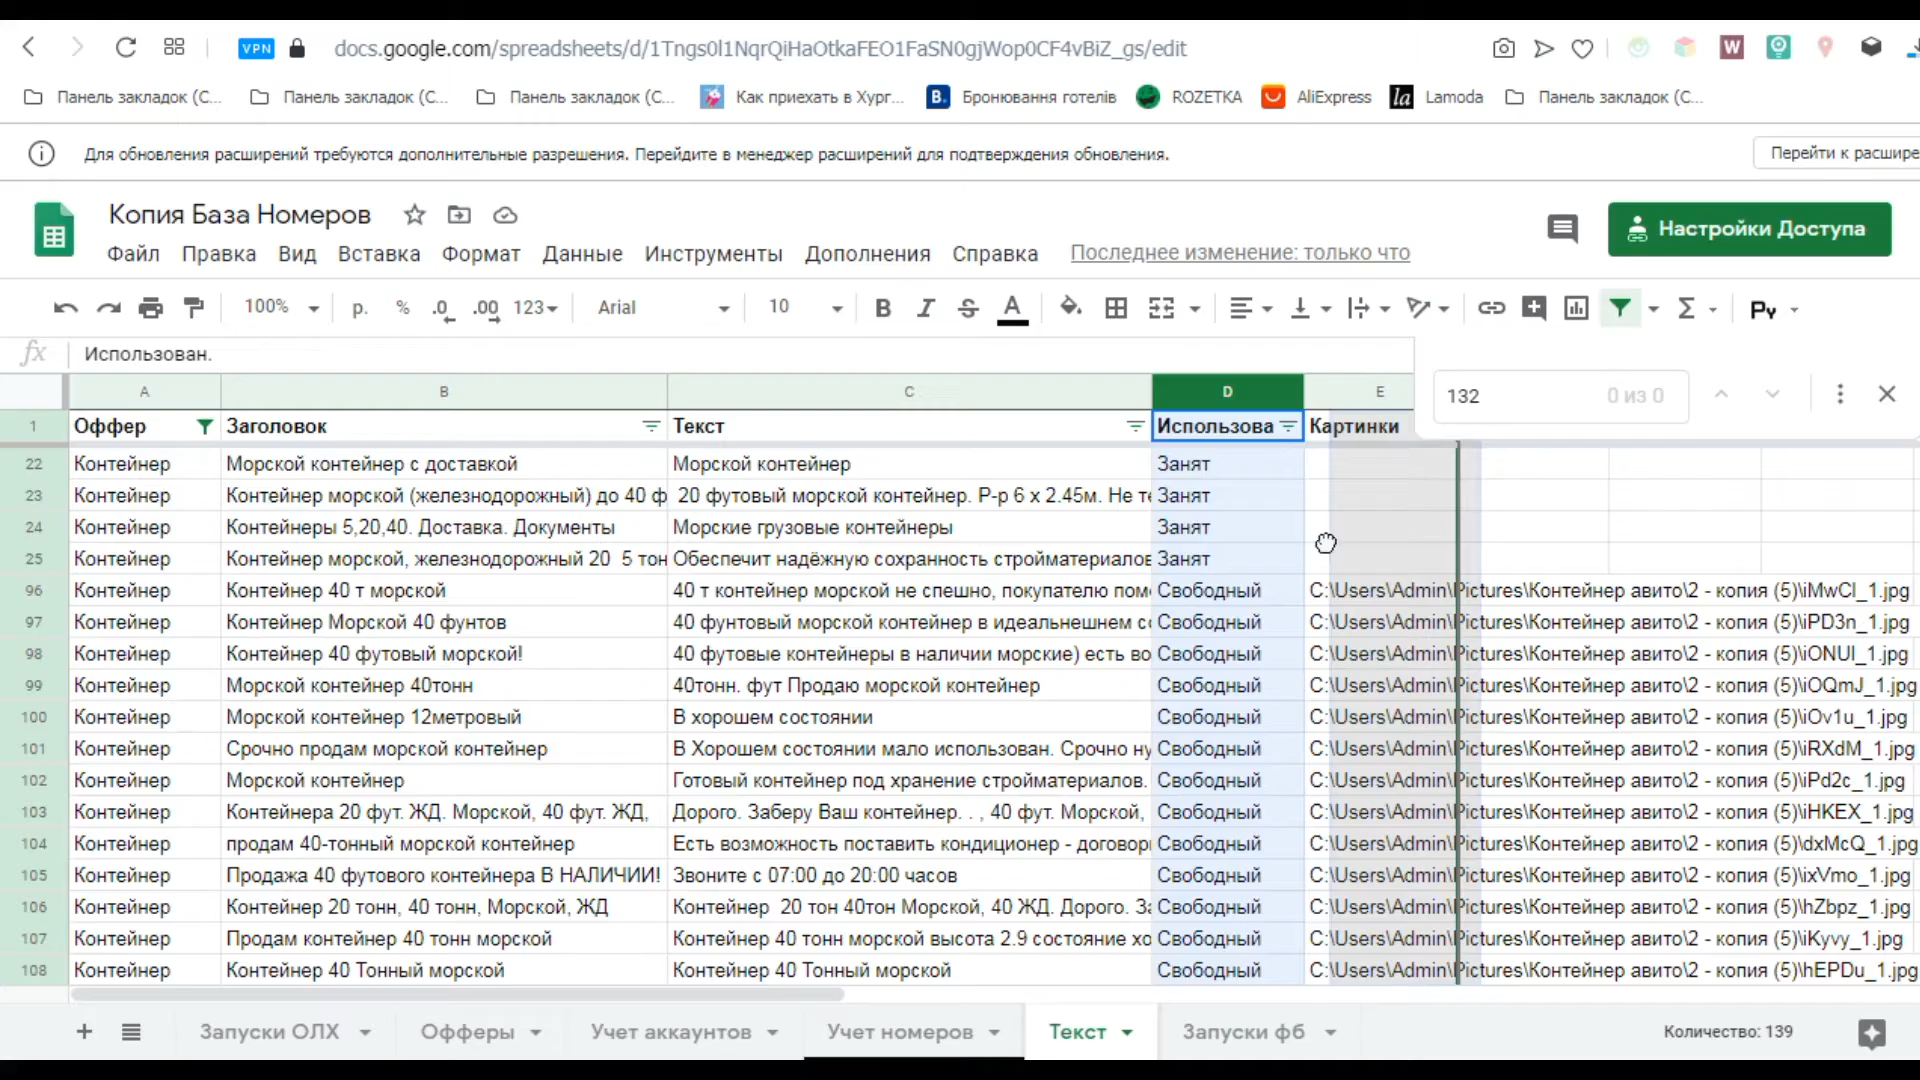 VPN docs.google.com/spreadsheets/d/1Tngs0l1NqrQiHaOtkaFEO1FaSN0gjWop0CF4vBiZ_gs/edit W
Панель закладок (С... Панель закладок (С... Панель закладок (С... Как приехать в Хург... B. Бронювання готелів ROZETKA AliExpress la Lamoda Панель закладок (С...
Для обновления расширений требуются дополнительные разрешения. Перейдите в менеджер расширений для подтверждения обновления. Перейти к расшире
Копия База Номеров
Настройки Доступа
Файл Правка Вид Вставка Формат Данные Инструменты Дополнения Справка Последнее изменение: только что
100% р. % .0 .00 123 Arial 10 B I S A Σ Ру
fx Использован.
132 0 из 0
A B C D E
1 Оффер Заголовок Текст Использова Картинки
22 Контейнер Морской контейнер с доставкой Морской контейнер Занят
23 Контейнер Контейнер морской (железнодорожный) до 40 ф 20 футовый морской контейнер. Р-р 6 х 2.45м. Не те Занят
24 Контейнер Контейнеры 5,20,40. Доставка. Документы Морские грузовые контейнеры Занят
25 Контейнер Контейнер морской, железнодорожный 20 5 тон Обеспечит надёжную сохранность стройматериалов Занят
96 Контейнер Контейнер 40 т морской 40 т контейнер морской не спешно, покупателю пом Свободный C:\Users\Admin\Pictures\Контейнер авито\2 - копия (5)\iMwCl_1.jpg
97 Контейнер Контейнер Морской 40 фунтов 40 фунтовый морской контейнер в идеальнешнем с Свободный C:\Users\Admin\Pictures\Контейнер авито\2 - копия (5)\iPD3n_1.jpg
98 Контейнер Контейнер 40 футовый морской! 40 футовые контейнеры в наличии морские) есть во Свободный C:\Users\Admin\Pictures\Контейнер авито\2 - копия (5)\iONUI_1.jpg
99 Контейнер Морской контейнер 40тонн 40тонн. фут Продаю морской контейнер Свободный C:\Users\Admin\Pictures\Контейнер авито\2 - копия (5)\iOQmJ_1.jpg
100 Контейнер Морской контейнер 12метровый В хорошем состоянии Свободный C:\Users\Admin\Pictures\Контейнер авито\2 - копия (5)\iOv1u_1.jpg
101 Контейнер Срочно продам морской контейнер В Хорошем состоянии мало использован. Срочно ну Свободный C:\Users\Admin\Pictures\Контейнер авито\2 - копия (5)\iRXdM_1.jpg
102 Контейнер Морской контейнер Готовый контейнер под хранение стройматериалов. Свободный C:\Users\Admin\Pictures\Контейнер авито\2 - копия (5)\iPd2c_1.jpg
103 Контейнер Контейнера 20 фут. ЖД. Морской, 40 фут. ЖД, Дорого. Заберу Ваш контейнер. . , 40 фут. Морской, Свободный C:\Users\Admin\Pictures\Контейнер авито\2 - копия (5)\iHKEX_1.jpg
104 Контейнер продам 40-тонный морской контейнер Есть возможность поставить кондиционер - договор Свободный C:\Users\Admin\Pictures\Контейнер авито\2 - копия (5)\dxMcQ_1.jpg
105 Контейнер Продажа 40 футового контейнера В НАЛИЧИИ! Звоните с 07:00 до 20:00 часов Свободный C:\Users\Admin\Pictures\Контейнер авито\2 - копия (5)\ixVmo_1.jpg
106 Контейнер Контейнер 20 тонн, 40 тонн, Морской, ЖД Контейнер 20 тон 40тон Морской, 40 ЖД. Дорого. За Свободный C:\Users\Admin\Pictures\Контейнер авито\2 - копия (5)\hZbpz_1.jpg
107 Контейнер Продам контейнер 40 тонн морской Контейнер 40 тонн морской высота 2.9 состояние хо Свободный C:\Users\Admin\Pictures\Контейнер авито\2 - копия (5)\iKyvy_1.jpg
108 Контейнер Контейнер 40 Тонный морской Контейнер 40 Тонный морской Свободный C:\Users\Admin\Pictures\Контейнер авито\2 - копия (5)\hEPDu_1.jpg
Запуски ОЛХ Офферы Учет аккаунтов Учет номеров Текст Запуски фб Количество: 139